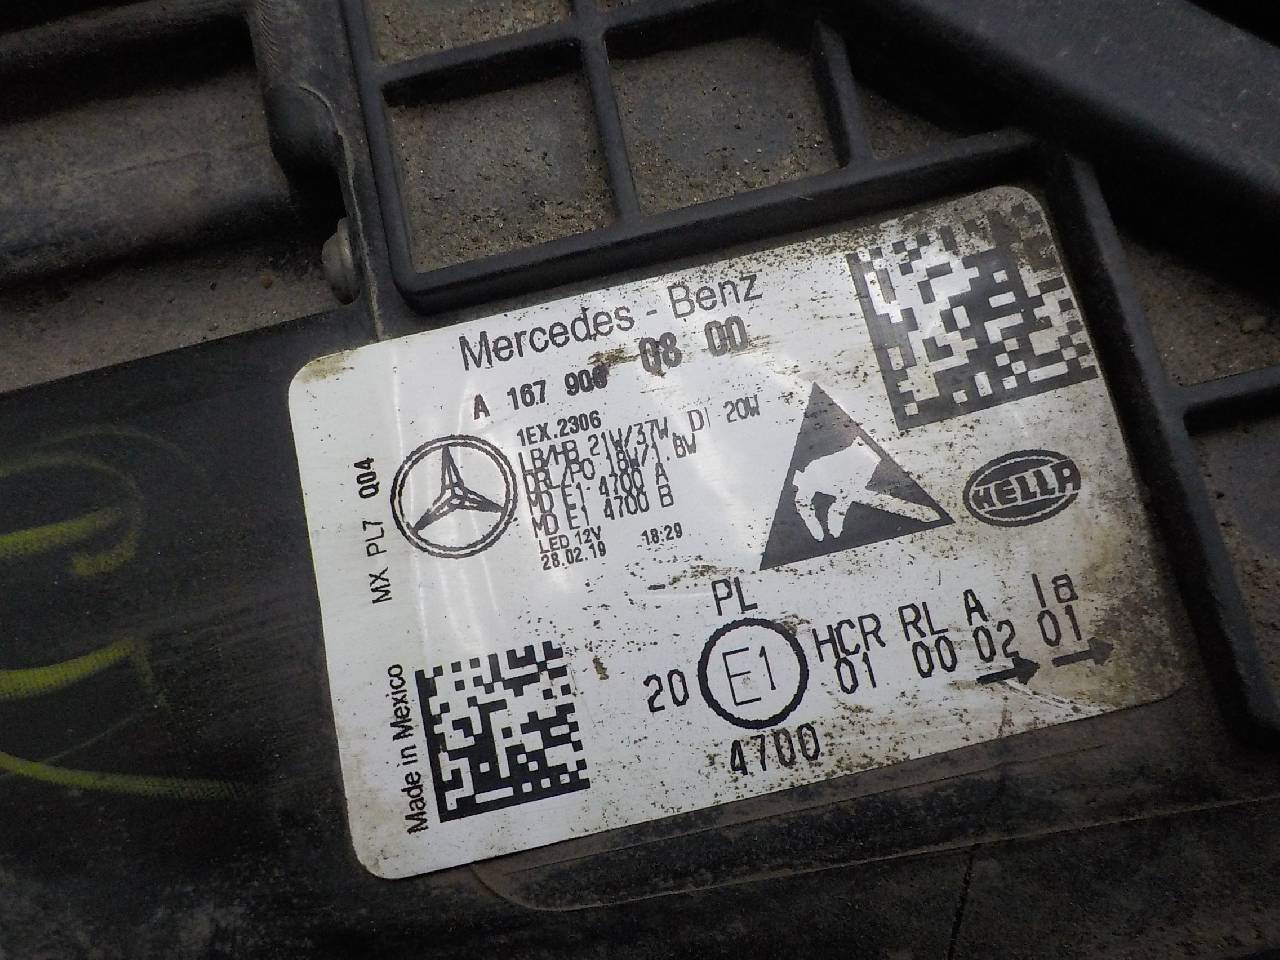 Mercedes - Benz
A 167 906 08 00
1EX.2306
LB/HB 21W/37W, DI 20W
DRL/PO 18W/1.8W
MD E1 4700 A
MD E1 4700 B
LED 12V
28.02.19 18:29
HELLA
MX PL7 Q04
Made in Mexico
PL
20 E1 HCR RL A Ia
01 00 02 01
4700